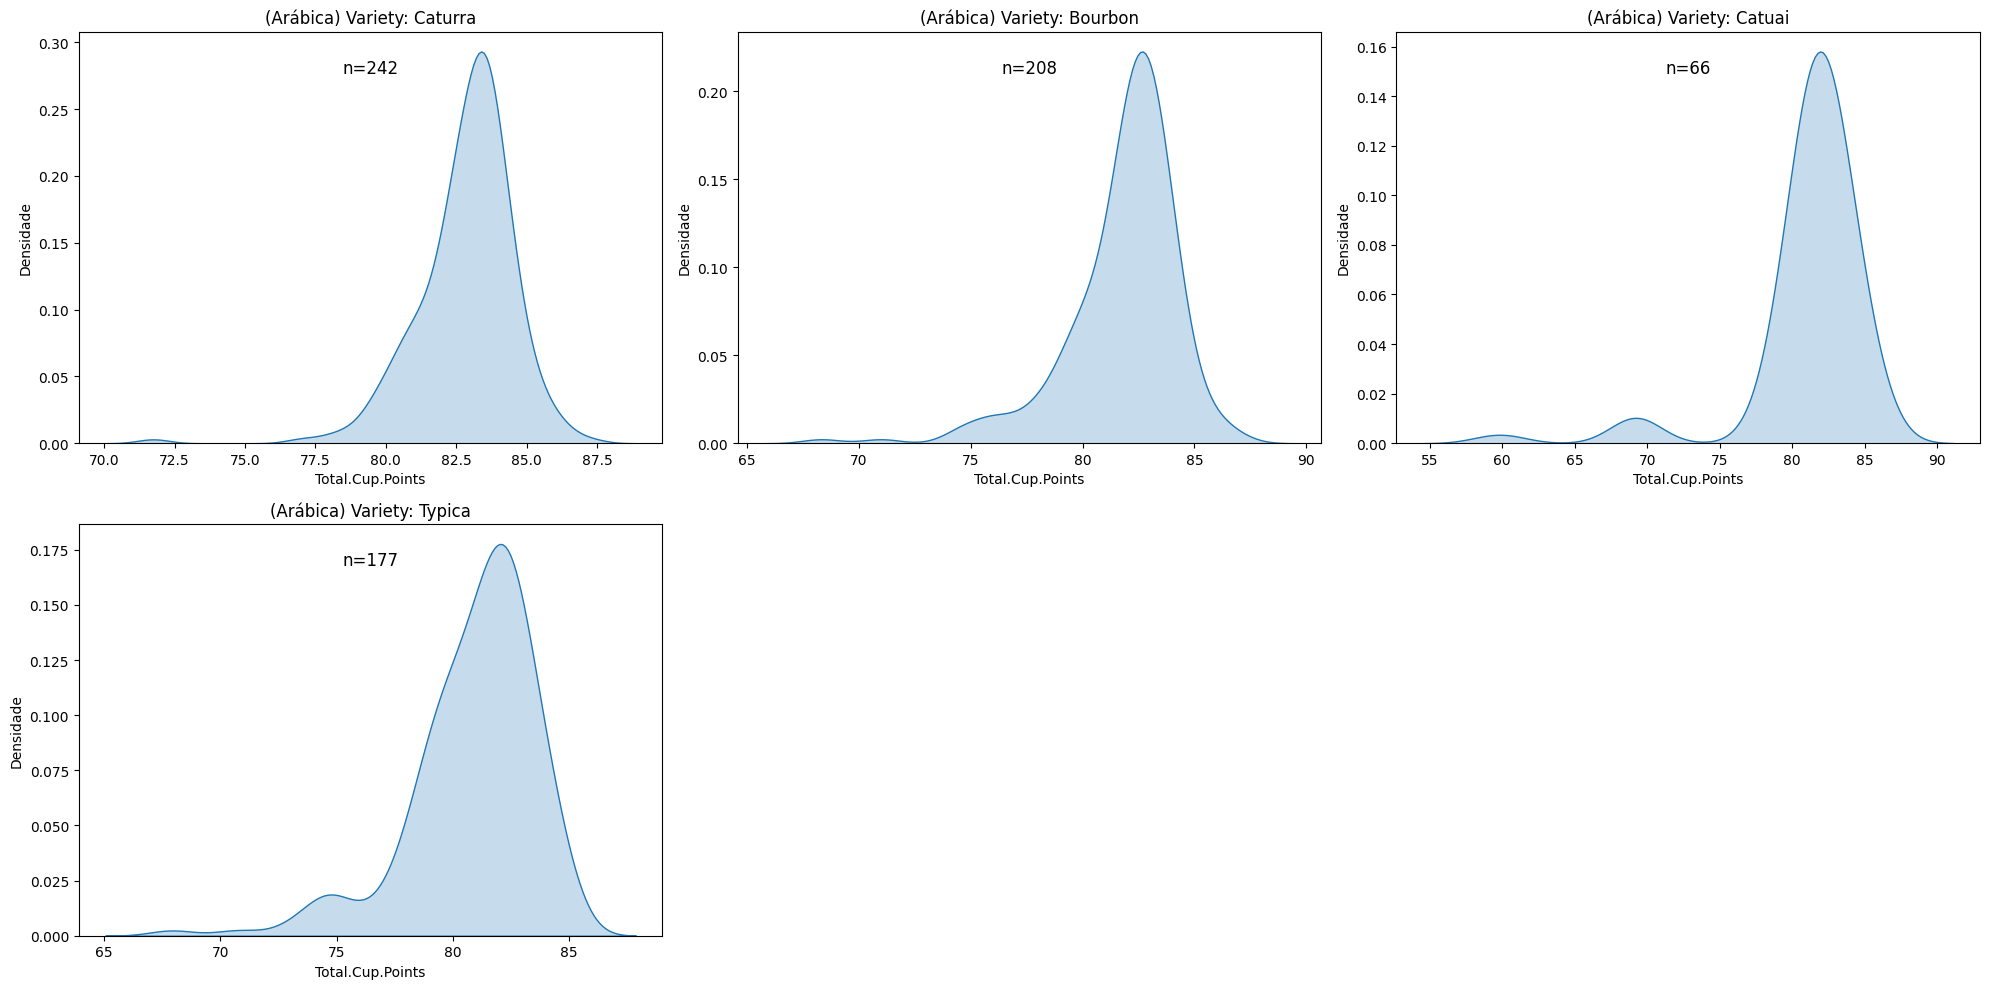 (Arábica) Variety: Caturra
n=242
0.30
0.25
0.20
0.15
0.10
0.05
0.00
Densidade
70.0 72.5 75.0 77.5 80.0 82.5 85.0 87.5
Total.Cup.Points
(Arábica) Variety: Bourbon
n=208
0.20
0.15
0.10
0.05
0.00
Densidade
65 70 75 80 85 90
Total.Cup.Points
(Arábica) Variety: Catuai
n=66
0.16
0.14
0.12
0.10
0.08
0.06
0.04
0.02
0.00
Densidade
55 60 65 70 75 80 85 90
Total.Cup.Points
(Arábica) Variety: Typica
n=177
0.175
0.150
0.125
0.100
0.075
0.050
0.025
0.000
Densidade
65 70 75 80 85
Total.Cup.Points